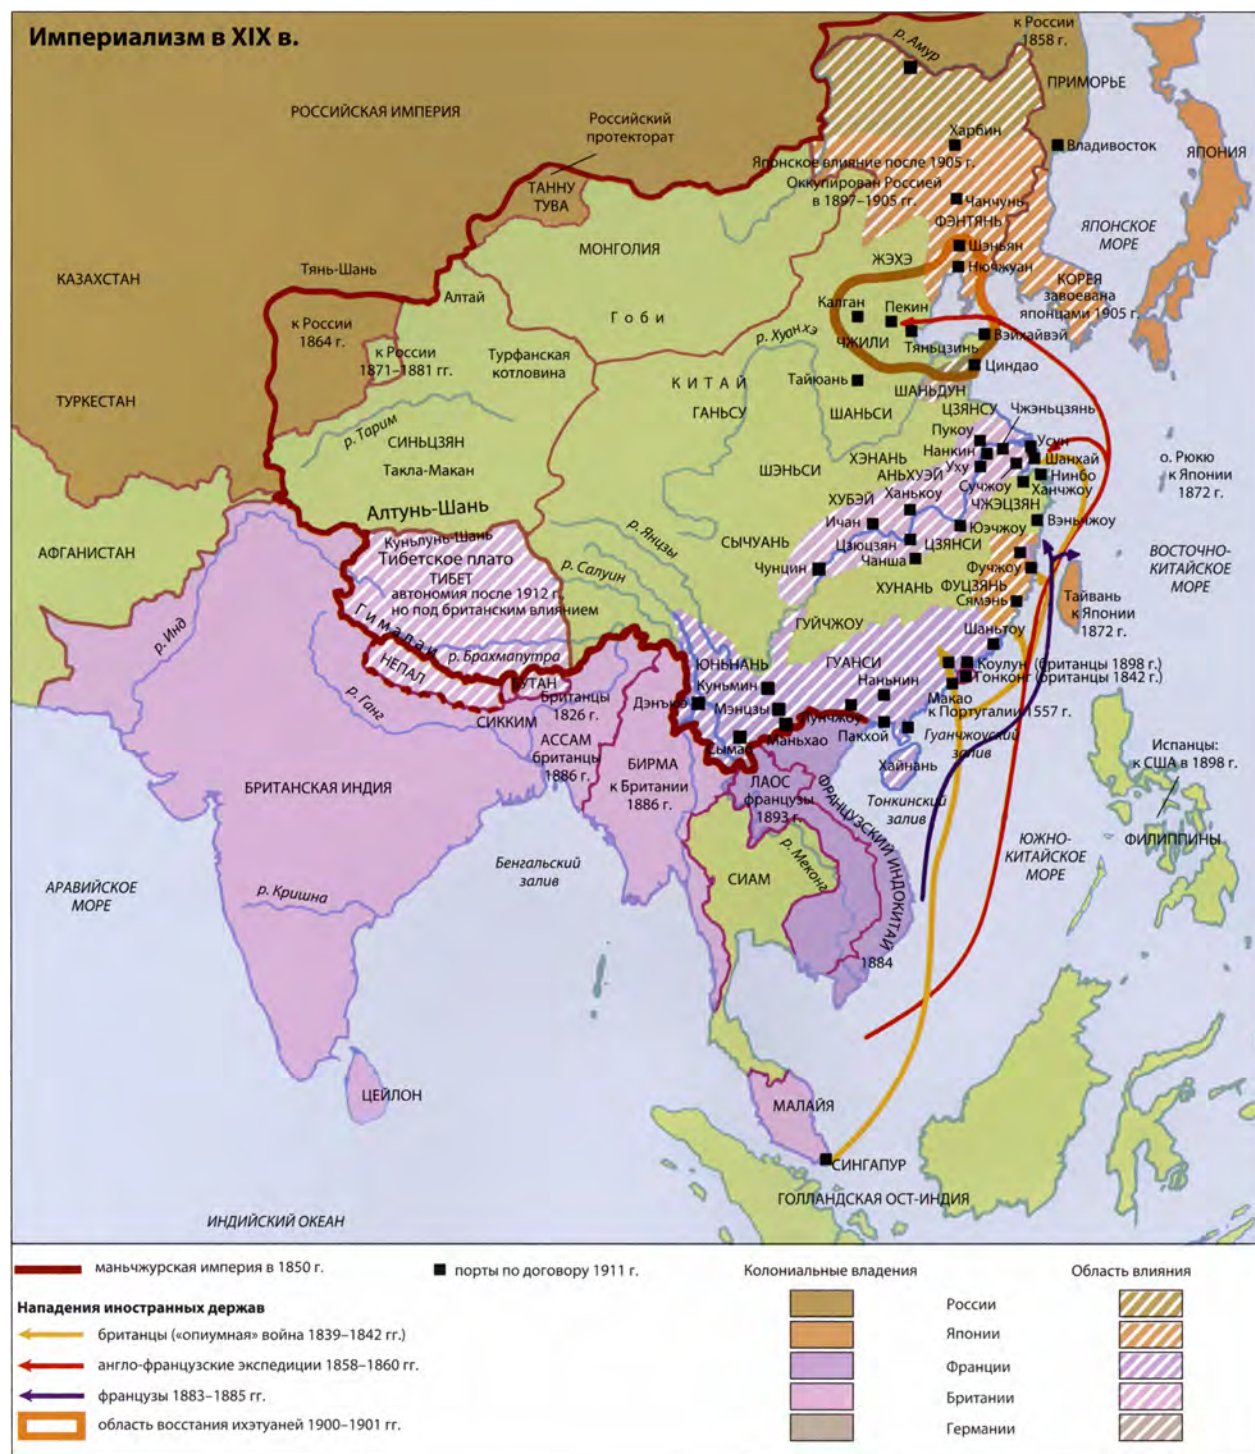 Империализм в XIX в.
к России
1858 г.
р. Амур
ПРИМОРЬЕ
РОССИЙСКАЯ ИМПЕРИЯ
Российский
протекторат
Харбин
Владивосток
ЯПОНИЯ
Японское влияние после 1905 г.
Оккупирован Россией
в 1897–1905 гг.
ТАННУ
ТУВА
Чанчунь
ФЭНТЯНЬ
ЯПОНСКОЕ
МОРЕ
МОНГОЛИЯ
Шэньян
ЖЭХЭ
Нючжуан
КАЗАХСТАН
Тянь-Шань
Алтай
КОРЕЯ
завоевана
японцами 1905 г.
Гоби
Калган
Пекин
к России
1864 г.
р. Хуанхэ
ЧЖИЛИ
Тяньцзинь
Вэйхайвэй
к России
1871–1881 гг.
Турфанская
котловина
Циндао
КИТАЙ
Тайюань
ШАНЬДУН
ТУРКЕСТАН
ГАНЬСУ
ШАНЬСИ
ЦЗЯНСУ
Чжэньцзянь
р. Тарим
СИНЬЦЗЯН
Пукоу
Усун
Нанкин
Шанхай
ХЭНАНЬ
о. Рюкю
к Японии
1872 г.
Такла-Макан
ШЭНЬСИ
АНЬХУЭЙ
Уху
Нинбо
Сучжоу
Ханчжоу
Ханькоу
ХУБЭЙ
ЧЖЭЦЗЯН
Алтунь-Шань
Ичан
Юэчжоу
Вэньчжоу
Куньлунь-Шань
р. Янцзы
СЫЧУАНЬ
Цзюцзян
ЦЗЯНСИ
АФГАНИСТАН
Тибетское плато
Чанша
ВОСТОЧНО-
КИТАЙСКОЕ
МОРЕ
р. Салуин
Чунцин
Фучжоу
ТИБЕТ
автономия после 1912 г.
но под британским влиянием
ХУНАНЬ
ФУЦЗЯНЬ
Сямэнь
Тайвань
к Японии
1872 г.
Гималаи
р. Инд
ГУЙЧЖОУ
Шаньтоу
р. Брахмапутра
ЮНЬНАНЬ
ГУАНСИ
Коулун (британцы 1898 г.)
Гонконг (британцы 1842 г.)
НЕПАЛ
БУТАН
Куньмин
Наньнин
Макао
к Португалии 1557 г.
Британцы
1826 г.
Дэнъюэ
Мэнцзы
Лунчжоу
р. Ганг
СИККИМ
Маньхао
Пакхой
Гуанчжоуский
залив
АССАМ
британцы
1886 г.
Сымао
БИРМА
к Британии
1886 г.
Хайнань
Испанцы:
к США в 1898 г.
БРИТАНСКАЯ ИНДИЯ
ЛАОС
французы
1893 г.
ФРАНЦУЗСКИЙ ИНДОКИТАЙ
Тонкинский
залив
ФИЛИППИНЫ
ЮЖНО-
КИТАЙСКОЕ
МОРЕ
Бенгальский
залив
р. Меконг
АРАВИЙСКОЕ
МОРЕ
р. Кришна
СИАМ
1884
ЦЕЙЛОН
МАЛАЙЯ
СИНГАПУР
ГОЛЛАНДСКАЯ ОСТ-ИНДИЯ
ИНДИЙСКИЙ ОКЕАН
маньчжурская империя в 1850 г.
порты по договору 1911 г.
Нападения иностранных держав
британцы («опиумная» война 1839–1842 гг.)
англо-французские экспедиции 1858–1860 гг.
французы 1883–1885 гг.
область восстания ихэтуаней 1900–1901 гг.
Колониальные владения
Область влияния
России
Японии
Франции
Британии
Германии